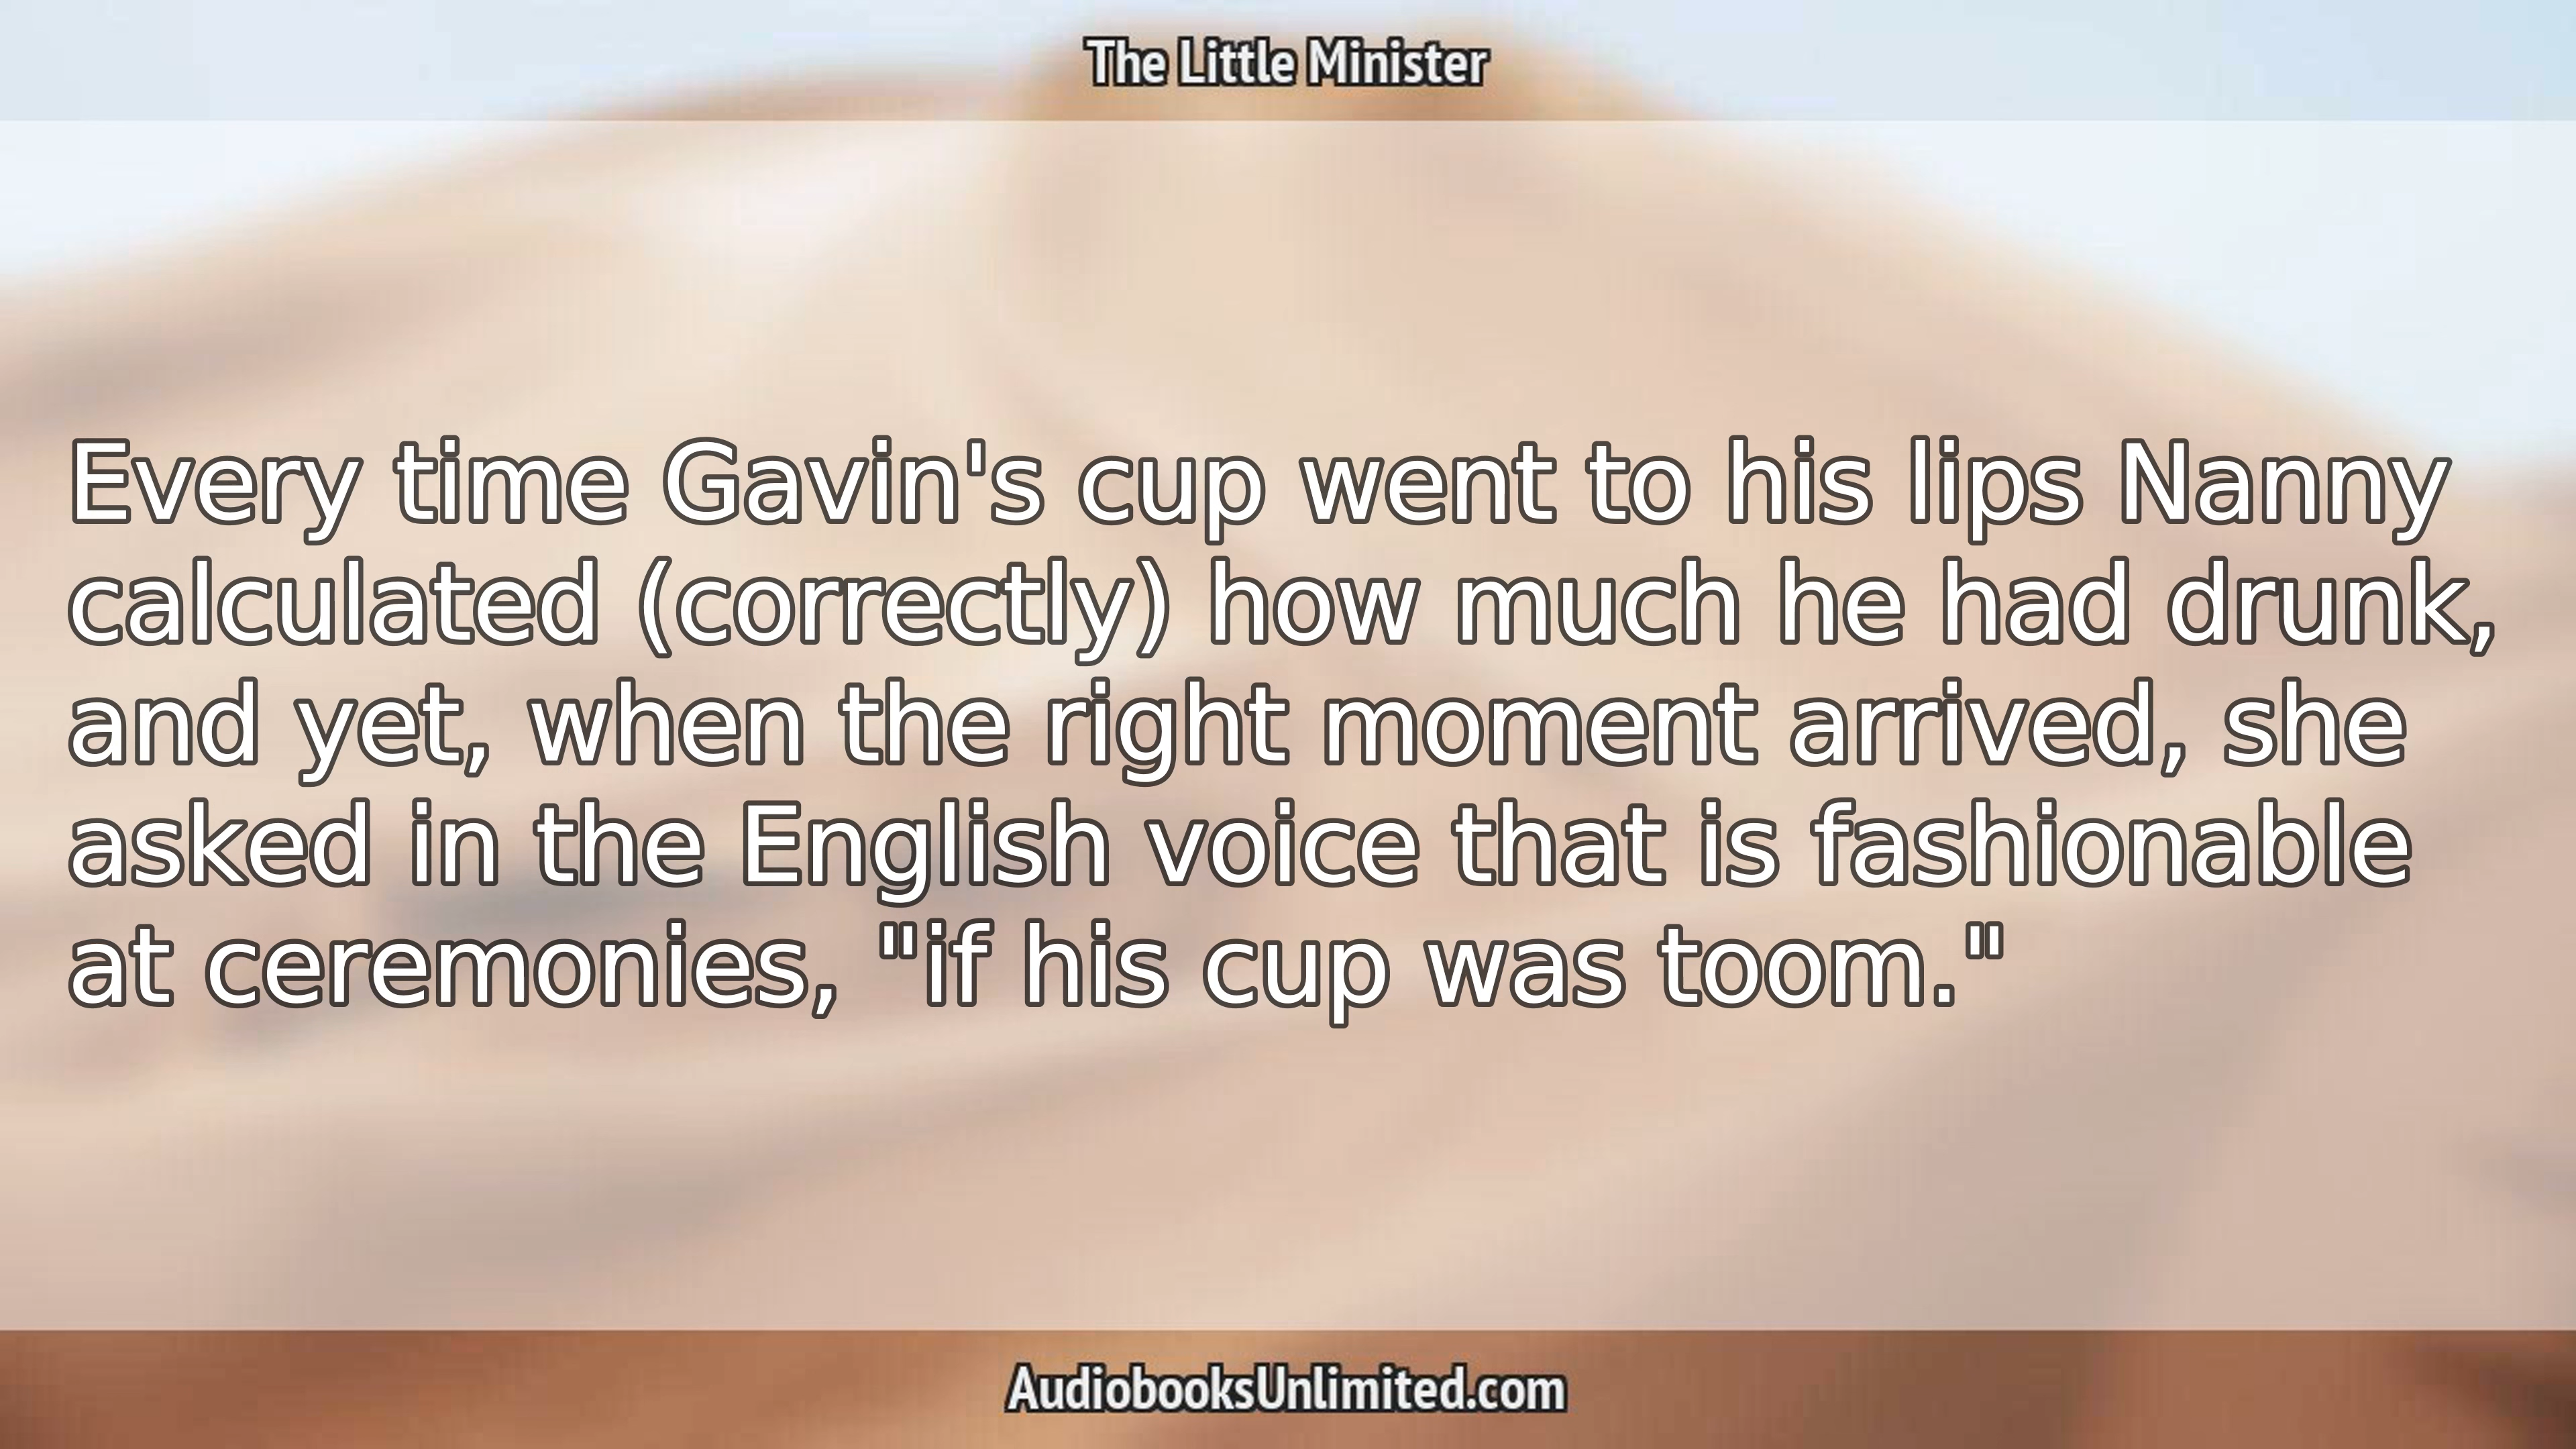 The Little Minister
Every time Gavin's cup went to his lips Nanny
calculated (correctly) how much he had drunk,
and yet, when the right moment arrived, she
asked in the English voice that is fashionable
at ceremonies, "if his cup was toom."
AudiobooksUnlimited.com